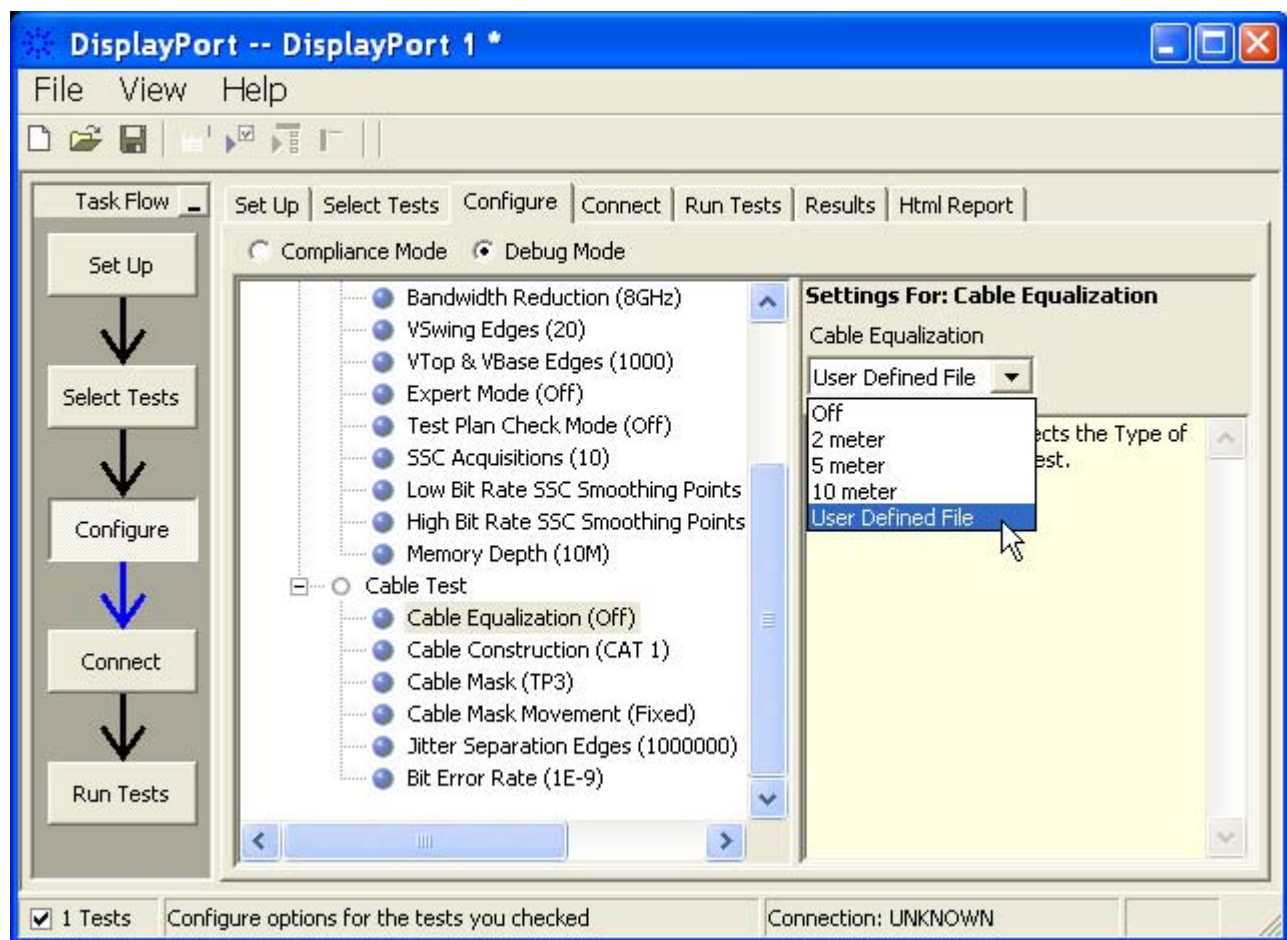 DisplayPort -- DisplayPort 1 *
File View Help
Task Flow
Set Up
Select Tests
Configure
Connect
Run Tests
Set Up Select Tests Configure Connect Run Tests Results Html Report
Compliance Mode Debug Mode
Bandwidth Reduction (8GHz)
VSwing Edges (20)
VTop & VBase Edges (1000)
Expert Mode (Off)
Test Plan Check Mode (Off)
SSC Acquisitions (10)
Low Bit Rate SSC Smoothing Points
High Bit Rate SSC Smoothing Points
Memory Depth (10M)
Cable Test
Cable Equalization (Off)
Cable Construction (CAT 1)
Cable Mask (TP3)
Cable Mask Movement (Fixed)
Jitter Separation Edges (1000000)
Bit Error Rate (1E-9)
Settings For: Cable Equalization
Cable Equalization
User Defined File
Off
2 meter
5 meter
10 meter
User Defined File
the Type of
1 Tests Configure options for the tests you checked Connection: UNKNOWN